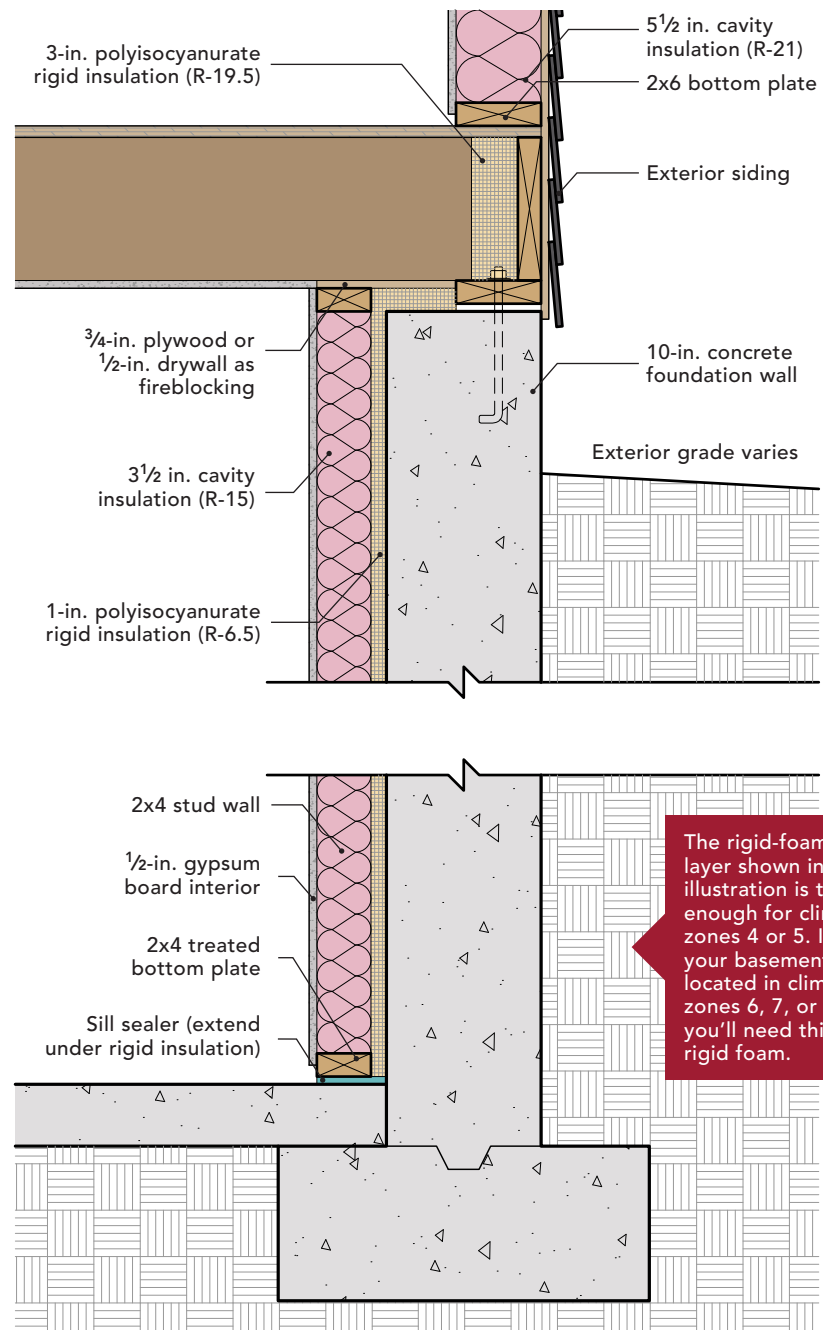 3-in. polyisocyanurate
rigid insulation (R-19.5)
5½ in. cavity
insulation (R-21)
2x6 bottom plate
Exterior siding
¾-in. plywood or
½-in. drywall as
fireblocking
10-in. concrete
foundation wall
Exterior grade varies
3½ in. cavity
insulation (R-15)
1-in. polyisocyanurate
rigid insulation (R-6.5)
2x4 stud wall
½-in. gypsum
board interior
2x4 treated
bottom plate
Sill sealer (extend
under rigid insulation)
The rigid-foam
layer shown in
illustration is t
enough for cli
zones 4 or 5. I
your basement
located in clim
zones 6, 7, or
you'll need thi
rigid foam.